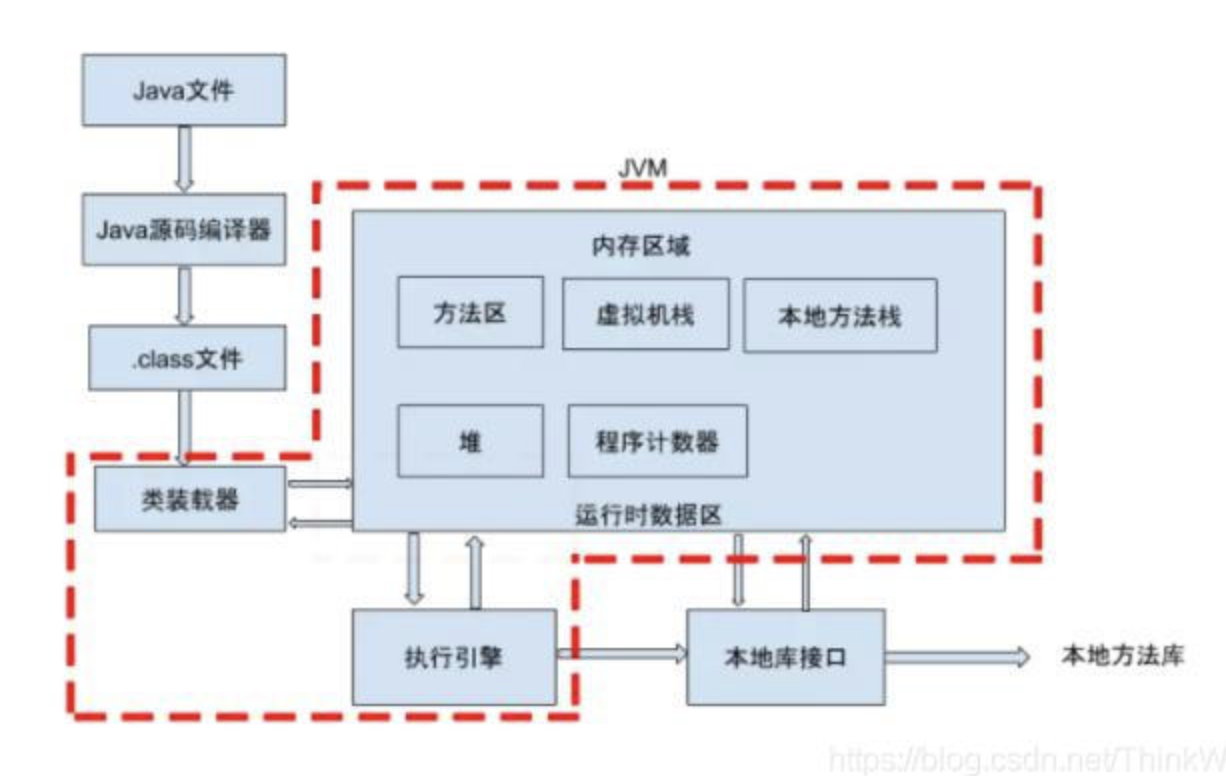 Java文件
JVM
Java源码编译器
内存区域
方法区
虚拟机栈
本地方法栈
.class文件
堆
程序计数器
类装载器
运行时数据区
执行引擎
本地库接口
本地方法库
https://blog.csdn.net/ThinkW